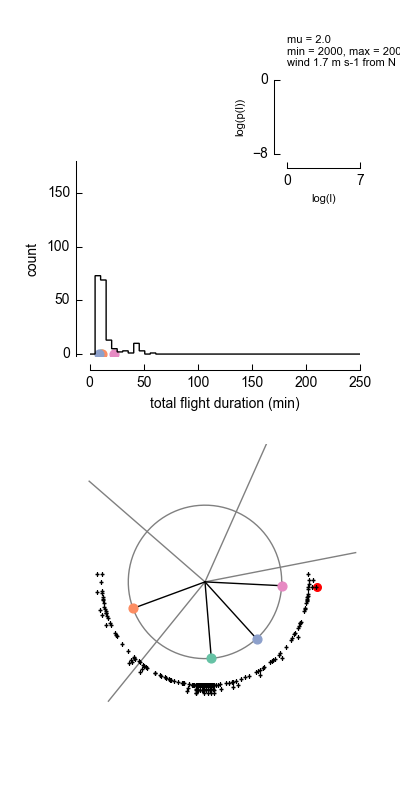 mu = 2.0
min = 2000, max = 200
wind 1.7 m s-1 from N
0
log(p(l))
−8
0 7
log(l)
150
100
50
0
count
0 50 100 150 200 250
total flight duration (min)